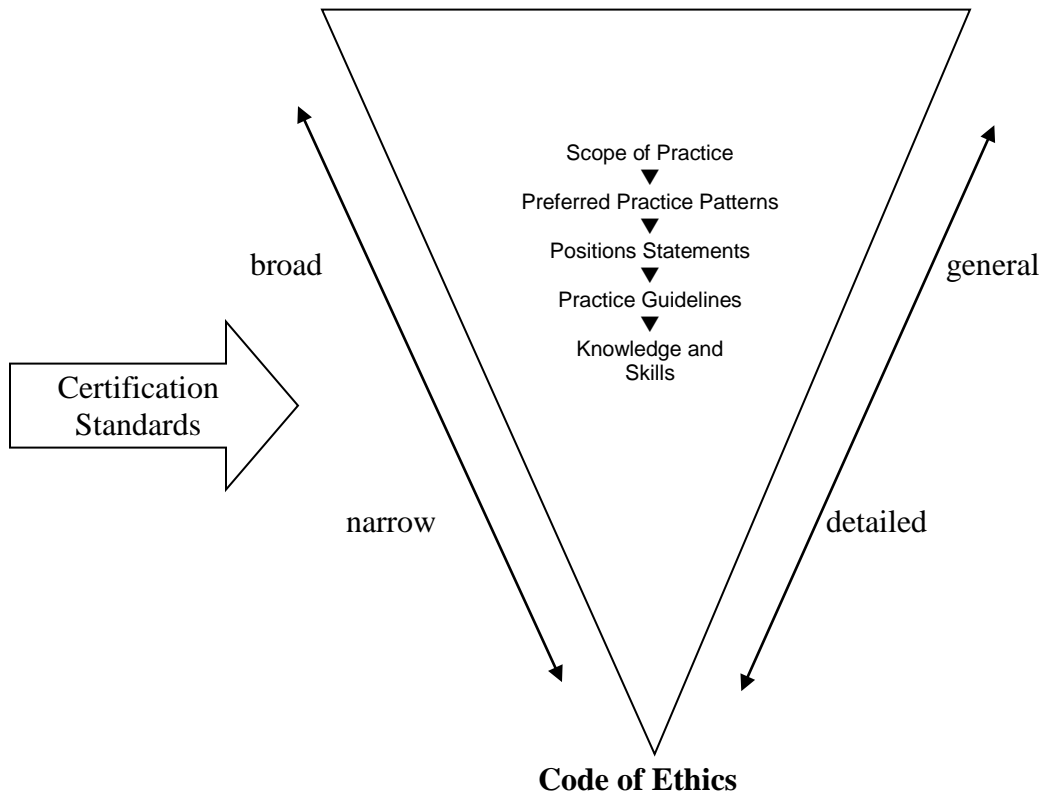 Scope of Practice
Preferred Practice Patterns
Positions Statements
Practice Guidelines
Knowledge and
Skills
broad
general
Certification
Standards
narrow
detailed
Code of Ethics